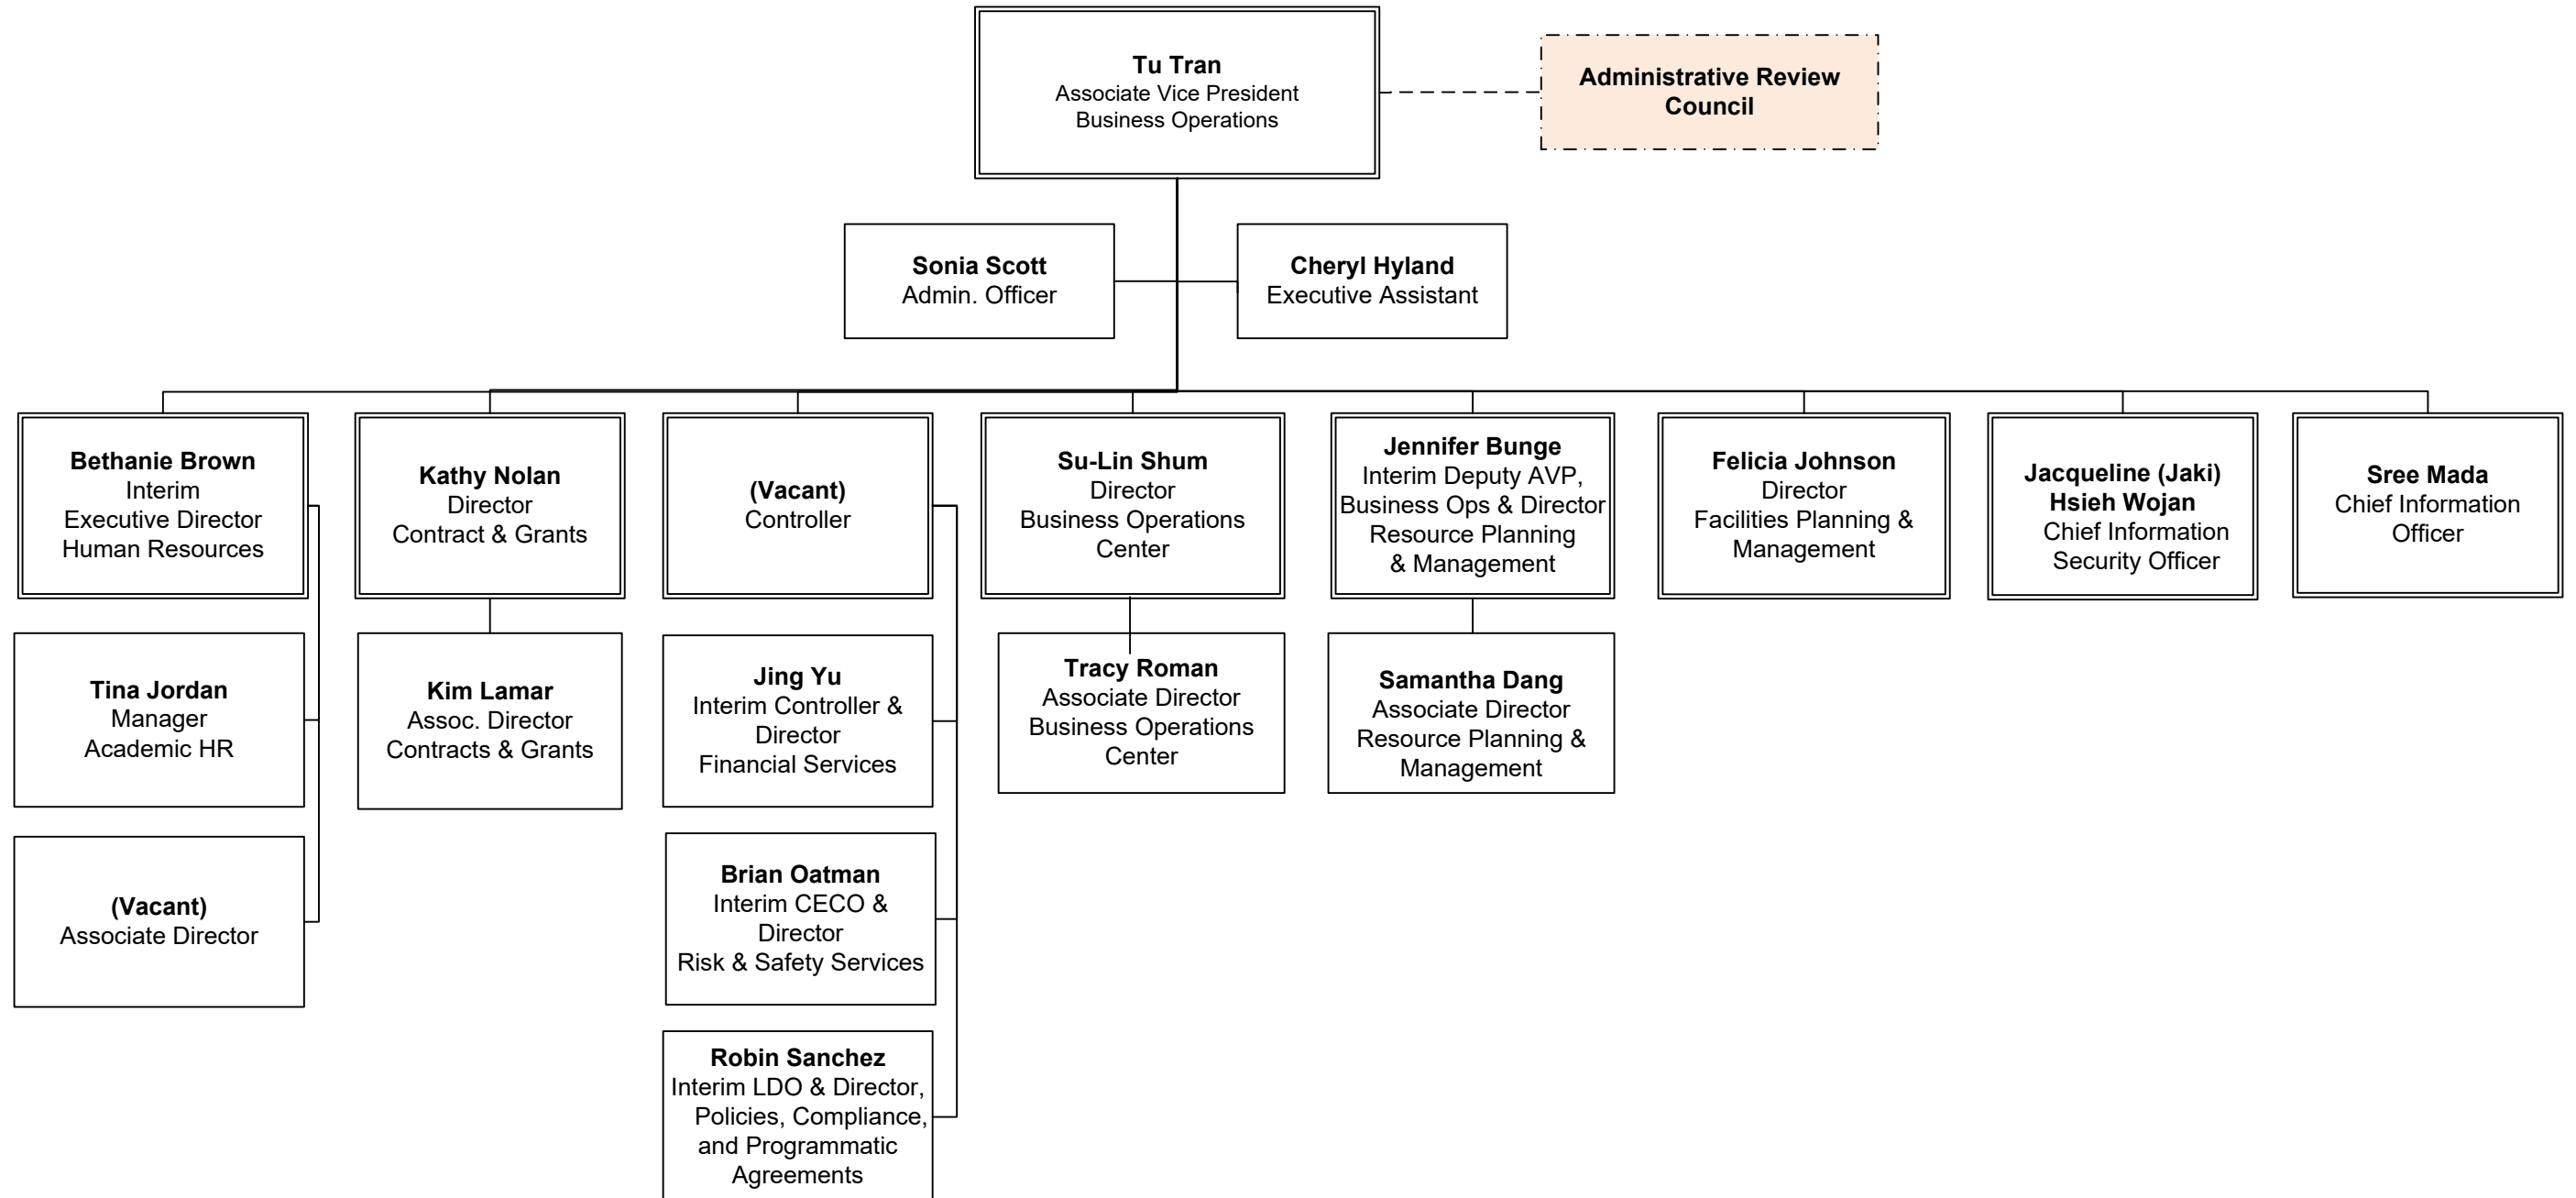 Tu Tran
Associate Vice President
Business Operations
Administrative Review
Council
Sonia Scott
Admin. Officer
Cheryl Hyland
Executive Assistant
Bethanie Brown
Interim
Executive Director
Human Resources
Kathy Nolan
Director
Contract & Grants
(Vacant)
Controller
Su-Lin Shum
Director
Business Operations
Center
Jennifer Bunge
Interim Deputy AVP,
Business Ops & Director
Resource Planning
& Management
Felicia Johnson
Director
Facilities Planning &
Management
Jacqueline (Jaki)
Hsieh Wojan
Chief Information
Security Officer
Sree Mada
Chief Information
Officer
Tina Jordan
Manager
Academic HR
Kim Lamar
Assoc. Director
Contracts & Grants
Jing Yu
Interim Controller &
Director
Financial Services
Tracy Roman
Associate Director
Business Operations
Center
Samantha Dang
Associate Director
Resource Planning &
Management
(Vacant)
Associate Director
Brian Oatman
Interim CECO &
Director
Risk & Safety Services
Robin Sanchez
Interim LDO & Director,
Policies, Compliance,
and Programmatic
Agreements